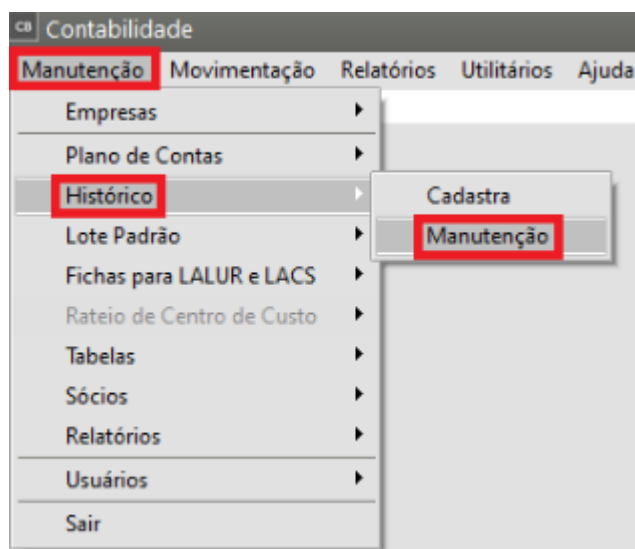 CB Contabilidade
Manutenção Movimentação Relatórios Utilitários Ajuda
Empresas
Plano de Contas
Histórico
Cadastra
Lote Padrão
Manutenção
Fichas para LALUR e LACS
Rateio de Centro de Custo
Tabelas
Sócios
Relatórios
Usuários
Sair